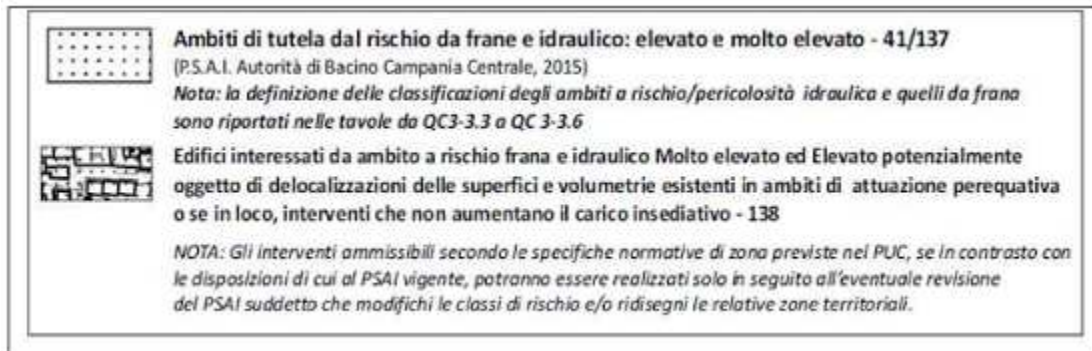 Ambiti di tutela dal rischio da frane e idraulico: elevato e molto elevato - 41/137
(P.S.A.I. Autorità di Bacino Campania Centrale, 2015)
Nota: la definizione delle classificazioni degli ambiti a rischio/pericolosità idraulica e quelli da frana
sono riportati nelle tavole da QC3-3.3 a QC 3-3.6
Edifici interessati da ambito a rischio frana e idraulico Molto elevato ed Elevato potenzialmente
oggetto di delocalizzazioni delle superfici e volumetrie esistenti in ambiti di attuazione perequativa
o se in loco, interventi che non aumentano il carico insediativo - 138
NOTA: Gli interventi ammissibili secondo le specifiche normative di zona previste nel PUC, se in contrasto con
le disposizioni di cui al PSAI vigente, potranno essere realizzati solo in seguito all'eventuale revisione
del PSAI suddetto che modifichi le classi di rischio e/o ridisegni le relative zone territoriali.